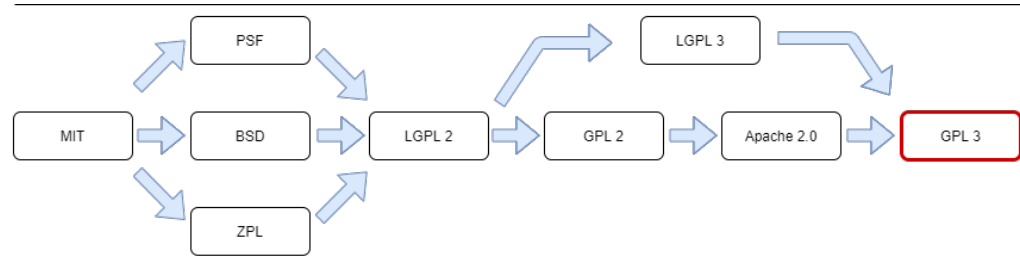 PSF
LGPL 3
MIT
BSD
LGPL 2
GPL 2
Apache 2.0
GPL 3
ZPL